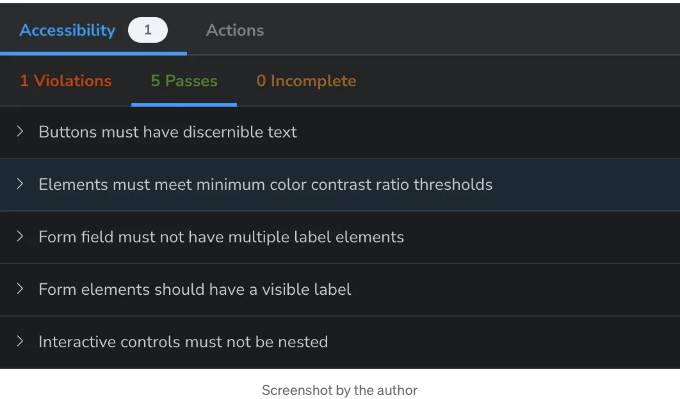 Accessibility 1 Actions
1 Violations 5 Passes 0 Incomplete
Buttons must have discernible text
Elements must meet minimum color contrast ratio thresholds
Form field must not have multiple label elements
Form elements should have a visible label
Interactive controls must not be nested
Screenshot by the author